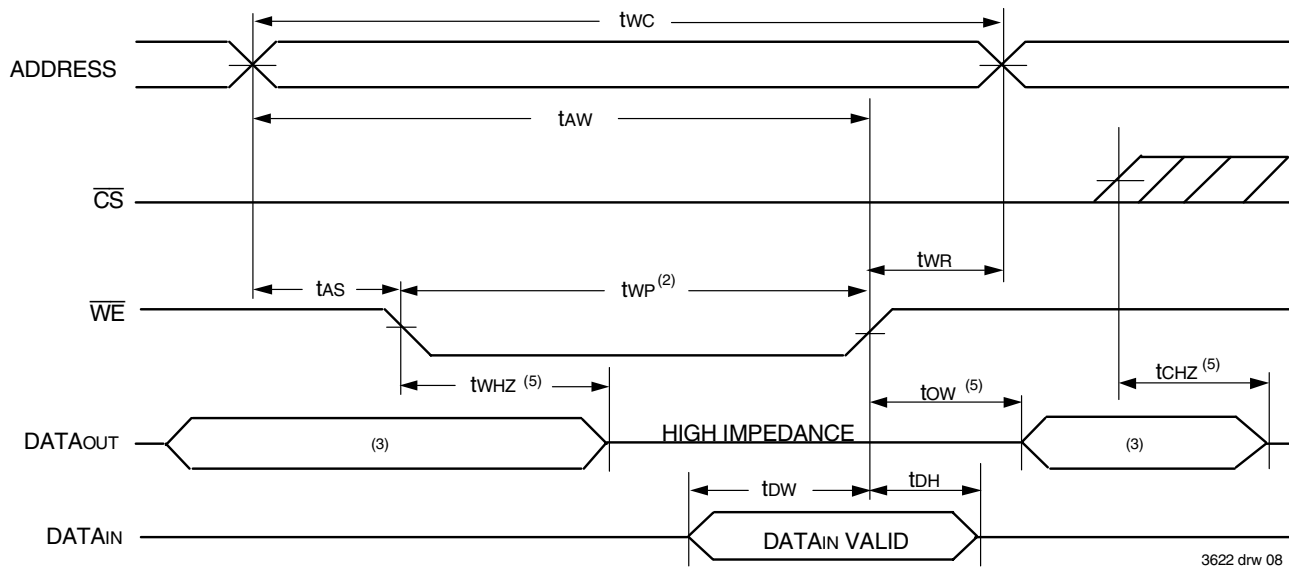 tWC
ADDRESS
tAW
CS
tWR
tAS
tWP (2)
WE
tWHZ (5)
tCHZ (5)
tOW (5)
DATAOUT
(3)
HIGH IMPEDANCE
(3)
tDW
tDH
DATAIN
DATAIN VALID
3622 drw 08